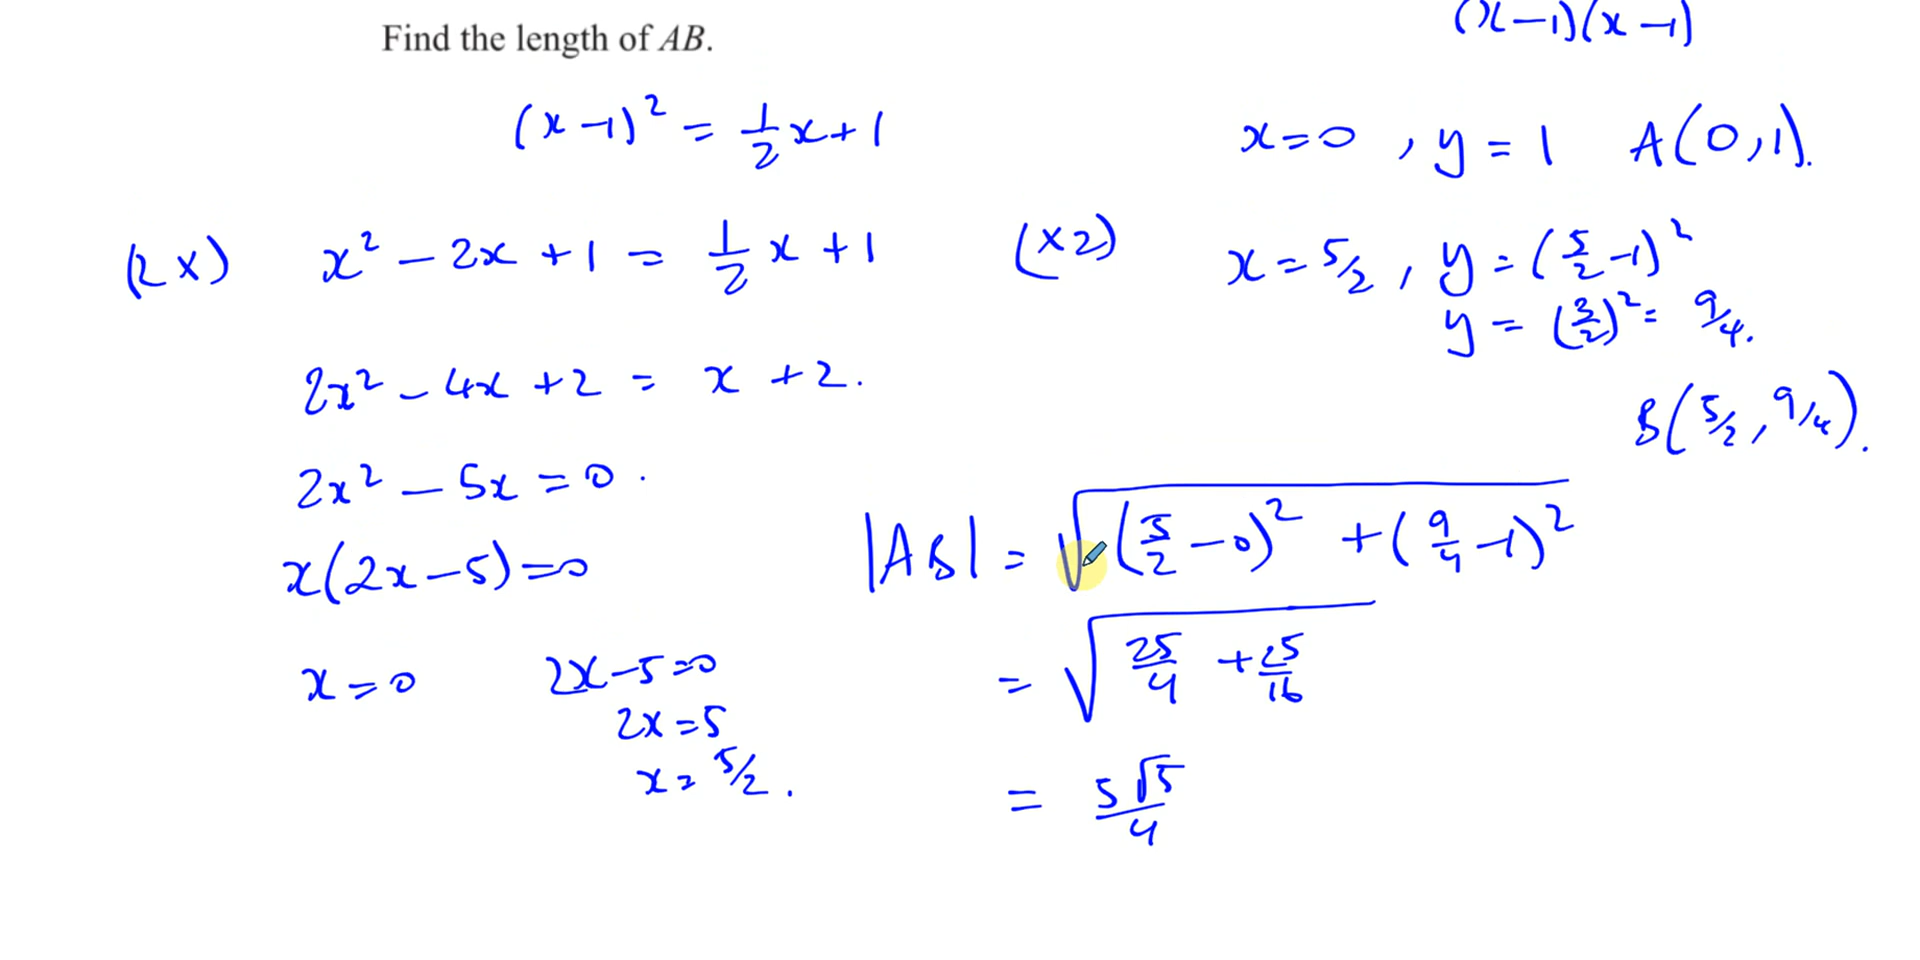 Find the length of AB.
(x-1)(x-1)
(x-1)² = 1/2 x+1
(2x) x² - 2x + 1 = 1/2 x + 1 (x2)
2x² - 4x + 2 = x + 2.
2x² - 5x = 0.
x(2x-5)=0
x=0 2x-5=0
2x=5
x= 5/2.
x=0, y=1 A(0,1).
x=5/2, y=(5/2-1)²
y = (3/2)² = 9/4.
B(5/2, 9/4).
|AB| = √((5/2-0)² + (9/4-1)²)
= √(25/4 + 25/16)
= 5√5/4